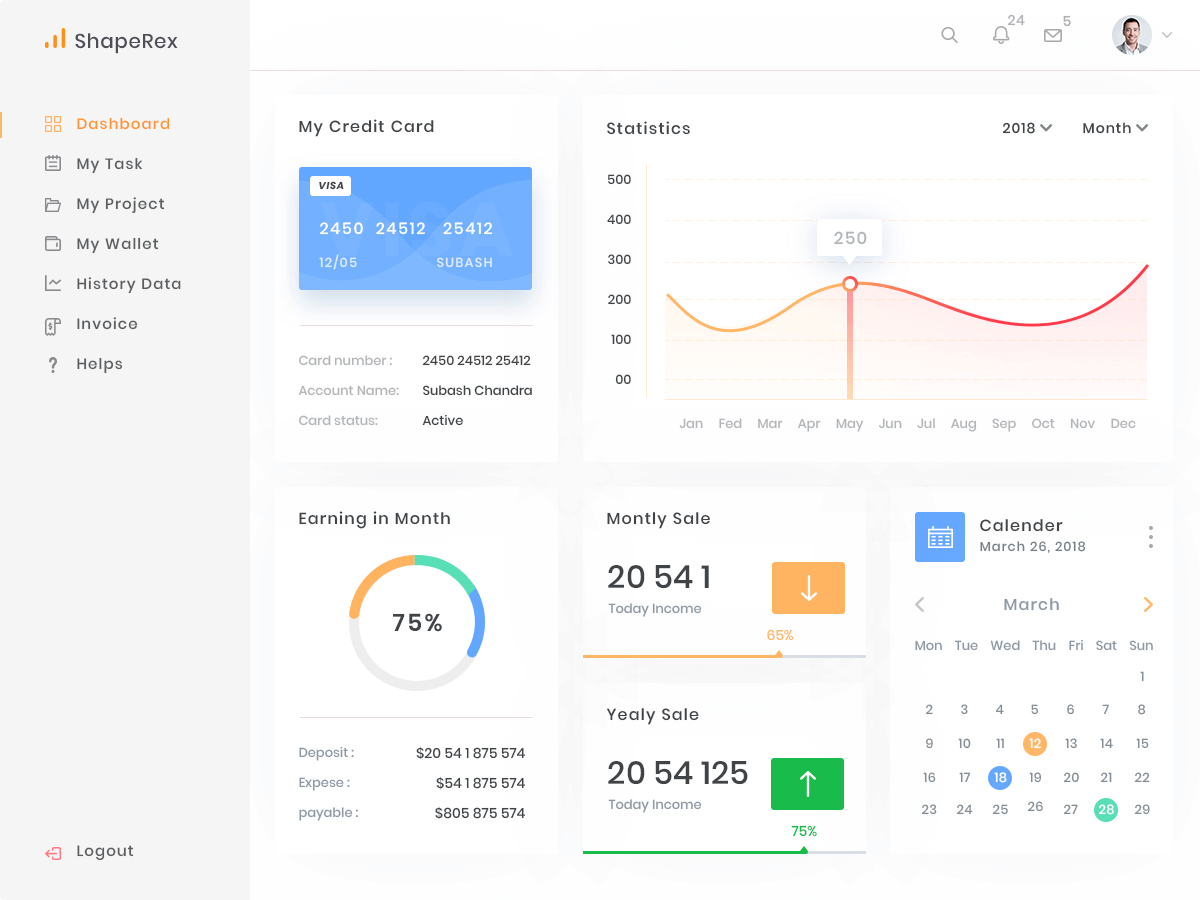 ShapeRex
24
5
Dashboard
My Task
My Project
My Wallet
History Data
Invoice
Helps
Logout
My Credit Card
VISA
VISA
2450 24512 25412
12/05 SUBASH
Card number : 2450 24512 25412
Account Name: Subash Chandra
Card status: Active
Statistics
2018
Month
500
400
300
200
100
00
250
Jan Fed Mar Apr May Jun Jul Aug Sep Oct Nov Dec
Earning in Month
75%
Deposit : $20 54 1 875 574
Expese : $54 1 875 574
payable : $805 875 574
Montly Sale
20 54 1
Today Income
65%
Yealy Sale
20 54 125
Today Income
75%
Calender
March 26, 2018
March
Mon Tue Wed Thu Fri Sat Sun
1
2 3 4 5 6 7 8
9 10 11 12 13 14 15
16 17 18 19 20 21 22
23 24 25 26 27 28 29